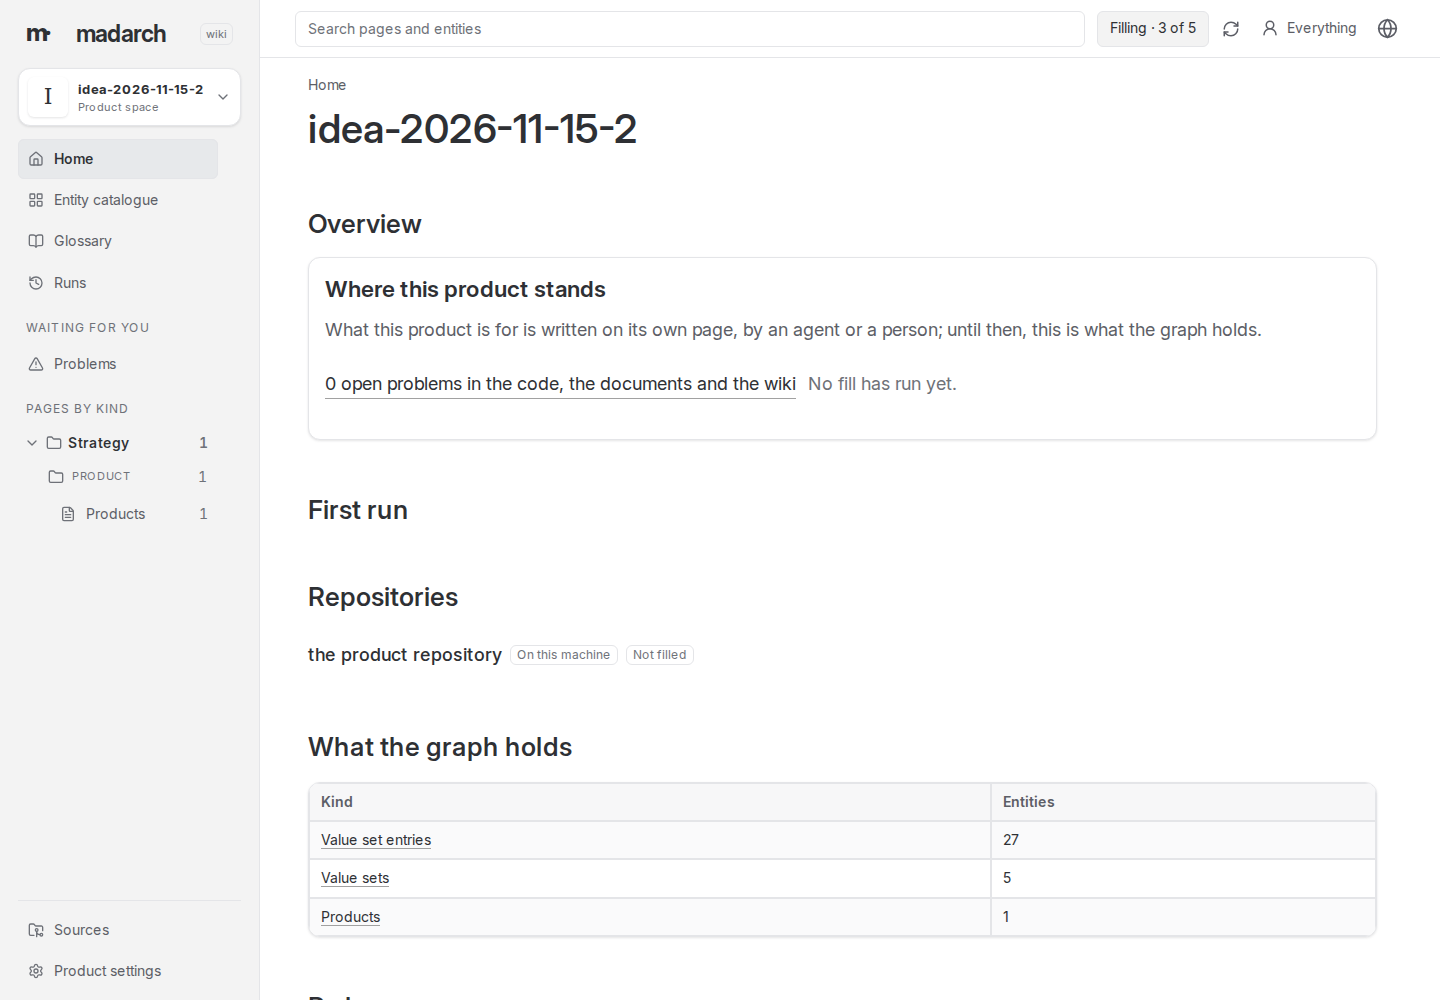 m·
madarch
wiki
I
idea-2026-11-15-2
Product space
Home
Entity catalogue
Glossary
Runs
WAITING FOR YOU
Problems
PAGES BY KIND
Strategy 1
PRODUCT 1
Products 1
Sources
Product settings
Search pages and entities
Filling · 3 of 5
Everything
Home
idea-2026-11-15-2
Overview
Where this product stands
What this product is for is written on its own page, by an agent or a person; until then, this is what the graph holds.
0 open problems in the code, the documents and the wiki No fill has run yet.
First run
Repositories
the product repository On this machine Not filled
What the graph holds
Kind Entities
Value set entries 27
Value sets 5
Products 1